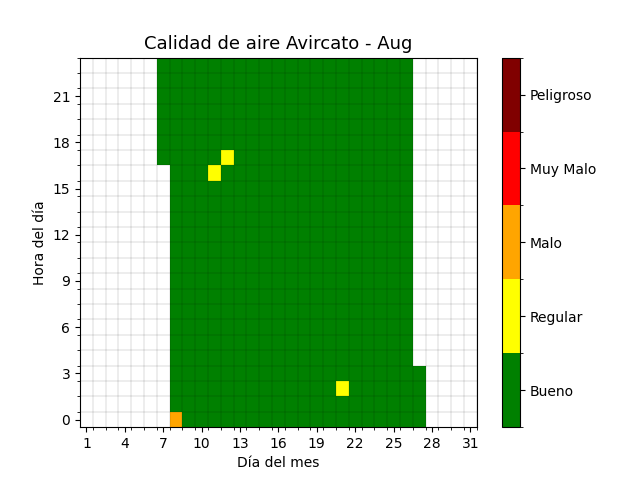 Calidad de aire Avircato - Aug
21
18
15
12
9
6
3
0
Hora del día
1 4 7 10 13 16 19 22 25 28 31
Día del mes
Peligroso
Muy Malo
Malo
Regular
Bueno